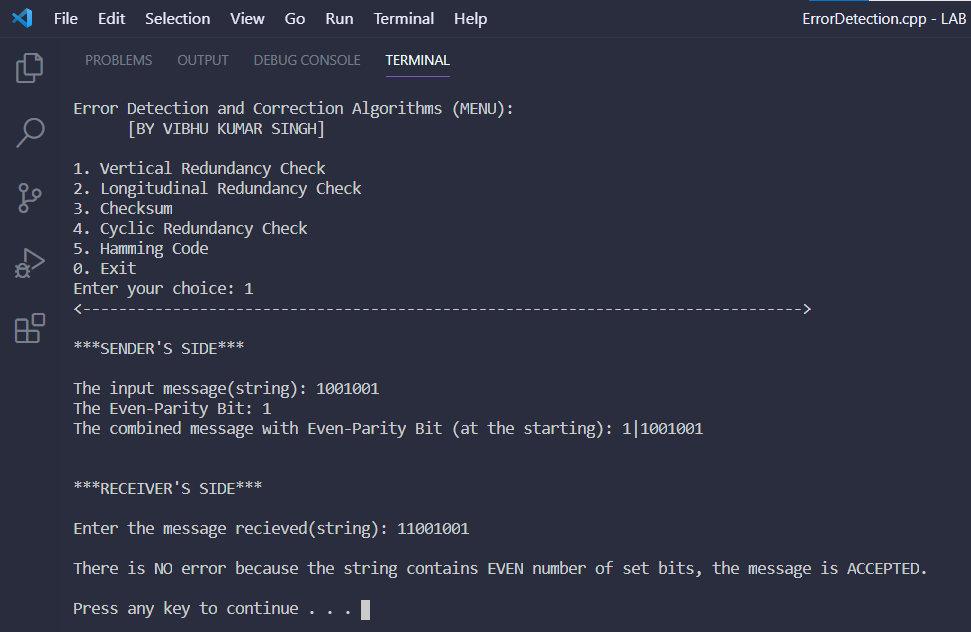 File Edit Selection View Go Run Terminal Help ErrorDetection.cpp - LAB
PROBLEMS OUTPUT DEBUG CONSOLE TERMINAL
Error Detection and Correction Algorithms (MENU):
[BY VIBHU KUMAR SINGH]
1. Vertical Redundancy Check
2. Longitudinal Redundancy Check
3. Checksum
4. Cyclic Redundancy Check
5. Hamming Code
0. Exit
Enter your choice: 1
<-------------------------------------------------------------------------------->
***SENDER'S SIDE***
The input message(string): 1001001
The Even-Parity Bit: 1
The combined message with Even-Parity Bit (at the starting): 1|1001001
***RECEIVER'S SIDE***
Enter the message recieved(string): 11001001
There is NO error because the string contains EVEN number of set bits, the message is ACCEPTED.
Press any key to continue . . .